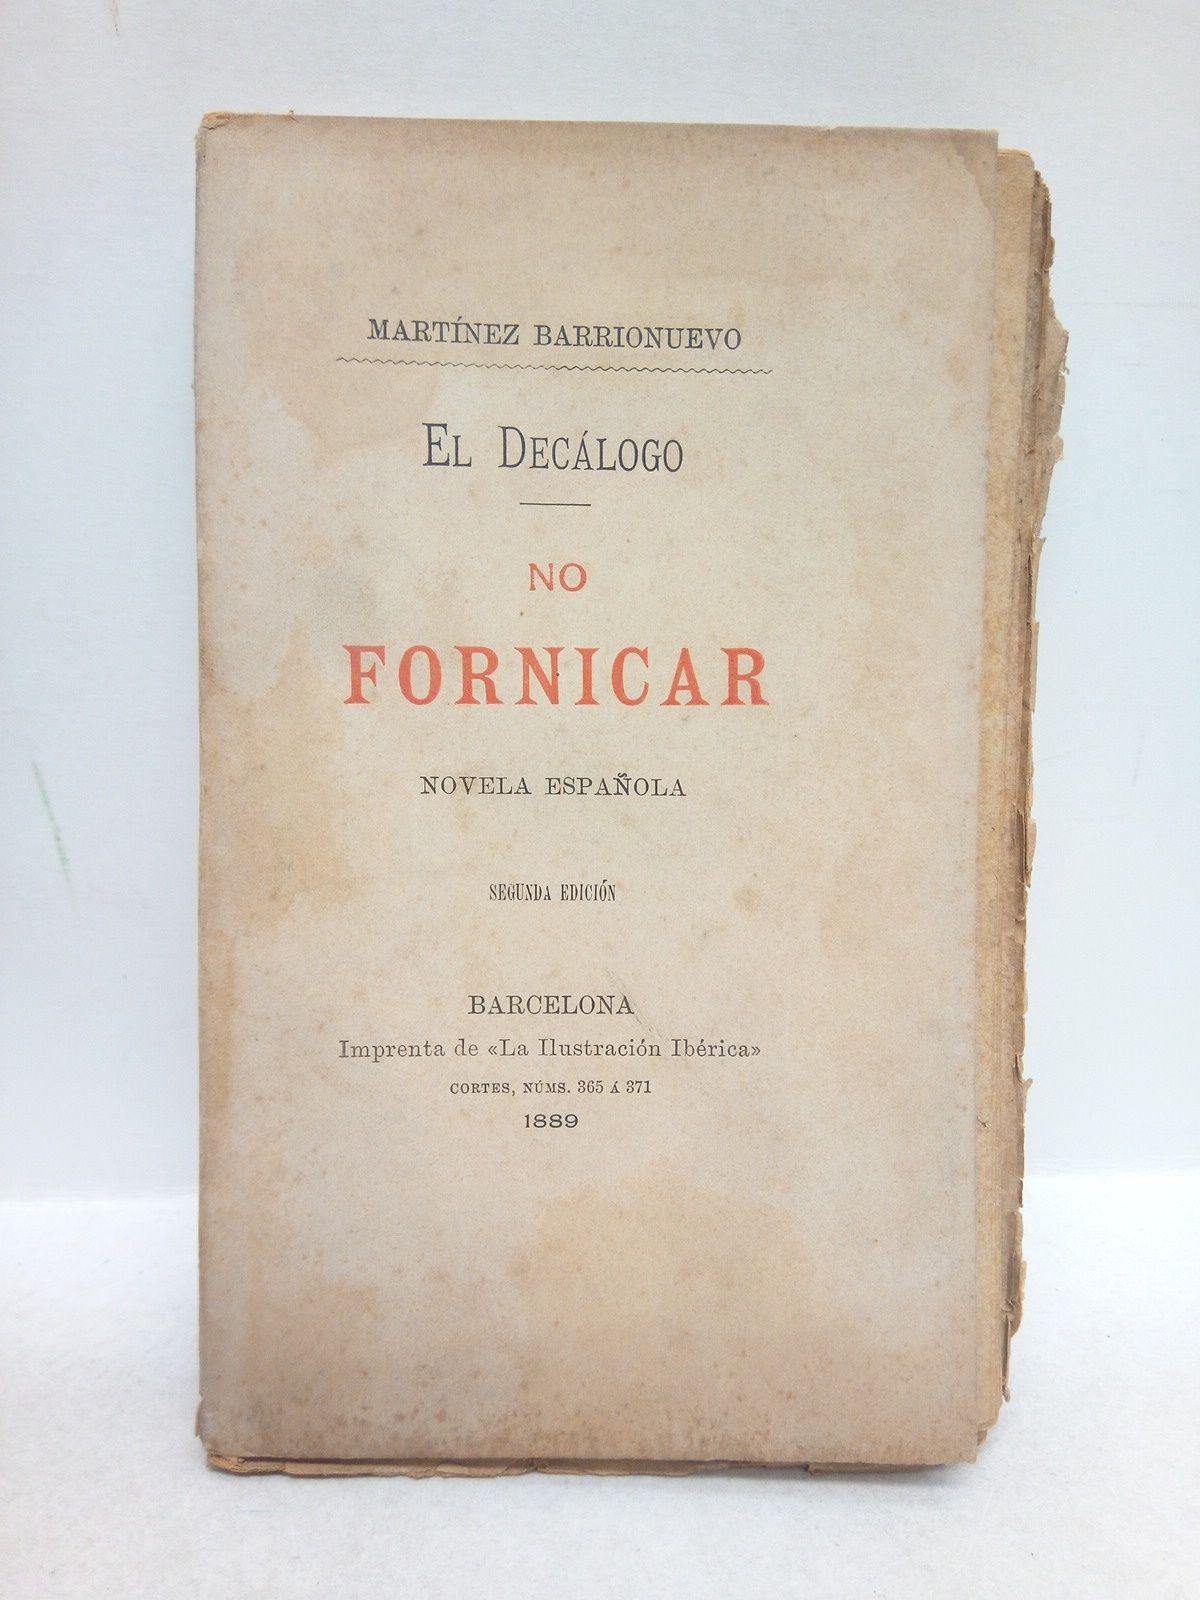 MARTÍNEZ BARRIONUEVO
EL DECÁLOGO
NO
FORNICAR
NOVELA ESPAÑOLA
SEGUNDA EDICIÓN
BARCELONA
Imprenta de «La Ilustración Ibérica»
CORTES, NÚMS. 365 Á 371
1889